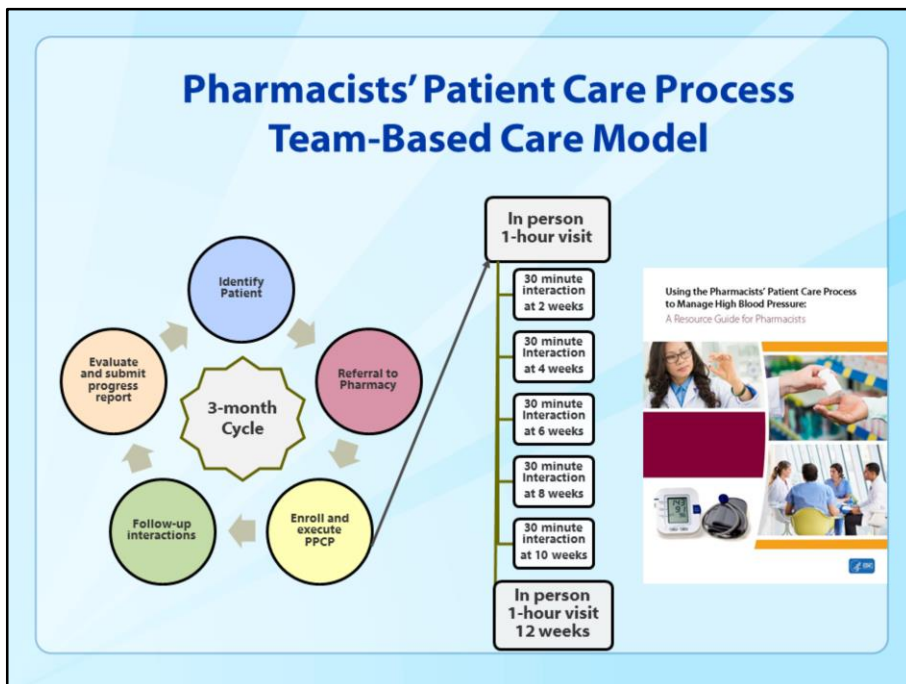 Pharmacists’ Patient Care Process
Team-Based Care Model
Identify
Patient
Referral to
Pharmacy
Enroll and
execute
PPCP
Follow-up
interactions
Evaluate
and submit
progress
report
3-month
Cycle
In person
1-hour visit
30 minute
interaction
at 2 weeks
30 minute
Interaction
at 4 weeks
30 minute
Interaction
at 6 weeks
30 minute
Interaction
at 8 weeks
30 minute
interaction
at 10 weeks
In person
1-hour visit
12 weeks
Using the Pharmacists’ Patient Care Process
to Manage High Blood Pressure:
A Resource Guide for Pharmacists
CDC